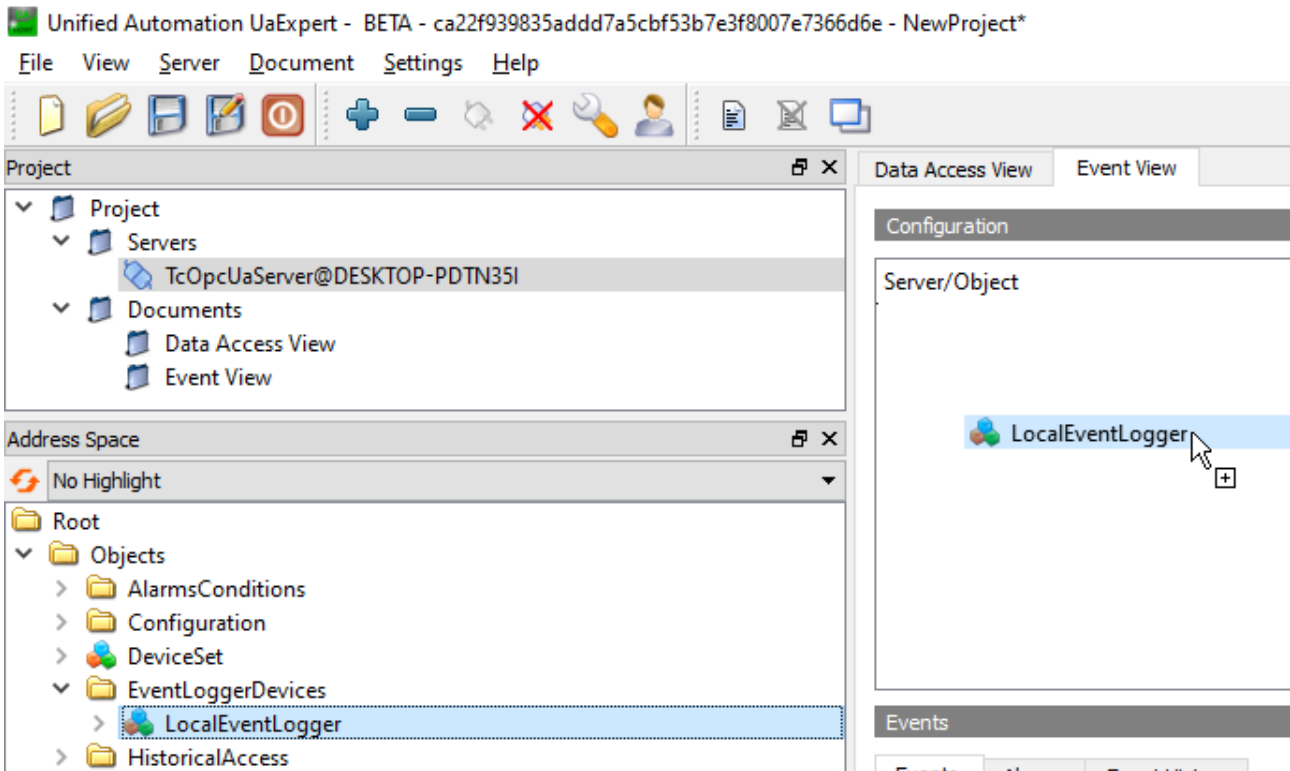 Unified Automation UaExpert - BETA - ca22f939835addd7a5cbf53b7e3f8007e7366d6e - NewProject*
File View Server Document Settings Help
Project
Project
Servers
TcOpcUaServer@DESKTOP-PDTN35I
Documents
Data Access View
Event View
Address Space
No Highlight
Root
Objects
AlarmsConditions
Configuration
DeviceSet
EventLoggerDevices
LocalEventLogger
HistoricalAccess
Data Access View Event View
Configuration
Server/Object
LocalEventLogger
Events
Events